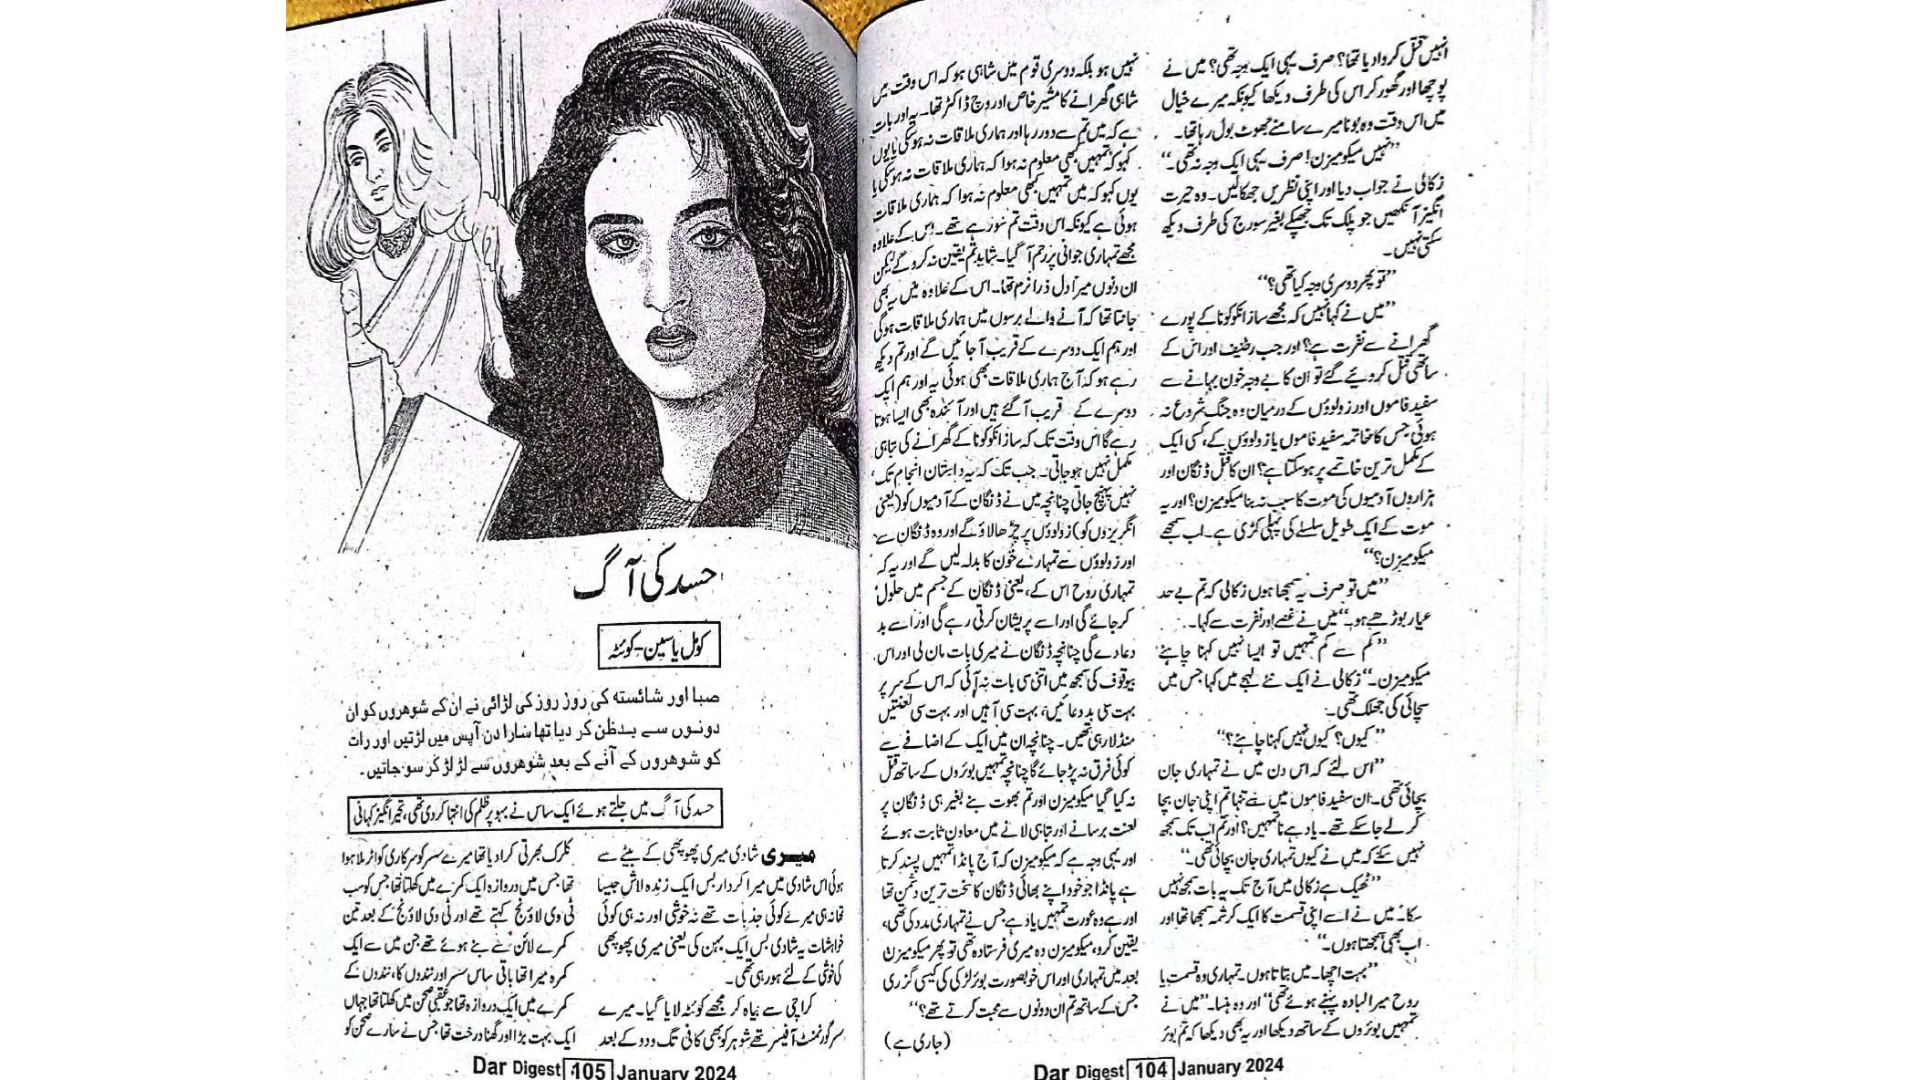 انہیں قتل کروا دیا تھا؟ صرف یہی ایک وجہ تھی؟ میں نے
پوچھا اور گھور کر اس کی طرف دیکھا کیونکہ میرے خیال
میں اس وقت وہ بونا میرے سامنے جھوٹ بول رہا تھا۔
’’نہیں میکومیزن! صرف یہی ایک وجہ نہ تھی۔‘‘
زکالی نے جواب دیا اور اپنی نظریں جھکالیں۔ وہ حیرت
انگیز آنکھیں جو پلک تک جھپکے بغیر سورج کی طرف دیکھ
سکتی تھیں۔
’’تو پھر دوسری وجہ کیا تھی؟‘‘
’’میں نے کہا نہیں کہ مجھے سازانگوکونا کے پورے
گھرانے سے نفرت ہے؟ اور جب رطیف اور اس کے
ساتھی قتل کر دیئے گئے تو ان کا بے وجہ خون بہانے سے
سفید فاموں اور زولوؤں کے درمیان وہ جنگ شروع نہ
ہوئی جس کا خاتمہ سفید فاموں یا زولوؤں کے، کسی ایک
کے مکمل ترین خاتمے پر ہوسکتا ہے؟ ان کا قتل ڈنگان اور
ہزاروں آدمیوں کی موت کا سبب نہ بنا میکومیزن؟ اور یہ
موت کے ایک طویل سلسلے کی پہلی کڑی ہے۔ اب سمجھے
میکومیزن؟‘‘
’’میں تو صرف یہ سمجھا ہوں زکالی کہ تم بے حد
عیار بوڑھے ہو۔‘‘ میں نے غصے اور نفرت سے کہا۔
’’کم سے کم تمہیں تو ایسا نہیں کہنا چاہئے
میکومیزن۔‘‘ زکالی نے ایک نئے لہجے میں کہا جس میں
سچائی کی جھلک تھی۔
’’کیوں؟ کیوں نہیں کہنا چاہئے؟‘‘
’’اس لئے کہ اس دن میں نے تمہاری جان
بچائی تھی۔ ان سفید فاموں میں سے تنہا تم اپنی جان بچا
کر لے جاسکے تھے۔ یاد ہے نا تمہیں؟ اور تم اب تک سمجھ
نہیں سکے کہ میں نے کیوں تمہاری جان بچائی تھی۔‘‘
’’ٹھیک ہے زکالی میں آج تک یہ بات سمجھ نہیں
سکا۔ میں نے اسے اپنی قسمت کا ایک کرشمہ سمجھا تھا اور
اب بھی سمجھتا ہوں۔‘‘
’’بہت اچھا۔ میں بتاتا ہوں۔ تمہاری وہ قسمت یا
روح میرا لبادہ پہنے ہوئے تھی‘‘ اور وہ ہنسا۔ ’’میں نے
تمہیں بوئروں کے ساتھ دیکھا اور یہ بھی دیکھا کہ تم بوئر
نہیں ہو بلکہ دوسری قوم میں شاہی ہو کہ اس وقت میں
شاہی گھرانے کا مشیر خاص اور وچ ڈاکٹر تھا۔ یہ اور بات
ہے کہ میں تم سے دور رہا اور ہماری ملاقات نہ ہوسکی یا یوں
کہو کہ تمہیں کبھی معلوم نہ ہوا کہ ہماری ملاقات نہ ہوسکی یا
یوں کہو کہ میں تمہیں کبھی معلوم نہ ہوا کہ ہماری ملاقات
ہوئی ہے کیونکہ اس وقت تم سو رہے تھے۔ اس کے علاوہ
مجھے تمہاری جوانی پر رحم آگیا۔ شاید تم یقین نہ کرو گے لیکن
ان دنوں میرا دل ذرا نرم تھا۔ اس کے علاوہ میں یہ بھی
جانتا تھا کہ آنے والے برسوں میں ہماری ملاقات ہوگی
اور ہم ایک دوسرے کے قریب آجائیں گے اور تم دیکھ
رہے ہو کہ آج ہماری ملاقات بھی ہوئی یہ اور ہم ایک
دوسرے کے قریب آگئے ہیں اور آئندہ بھی ایسا ہوتا
رہے گا اس وقت تک کہ سازانگوکونا کے گھرانے کی تباہی
مکمل نہیں ہوجاتی۔ جب تک کہ یہ داستان انجام تک
نہیں پہنچ جاتی چنانچہ میں نے ڈنگان کے آدمیوں کو (یعنی
انگریزوں کو) زولوؤں پر چڑھا لاؤ گے اور وہ ڈنگان سے
اور زولوؤں سے تمہارے خون کا بدلہ لیں گے اور یہ کہ
تمہاری روح اس کے، یعنی ڈنگان کے جسم میں حلول
کر جائے گی اور اسے پریشان کرتی رہے گی اور اسے بد
دعا دے گی چنانچہ ڈنگان نے میری بات مان لی اور اس
بیوقوف کی سمجھ میں اتنی سی بات نہ آئی کہ اس کے سر پر
بہت سی بد دعائیں، بہت سی آہیں اور بہت سی لعنتیں
منڈلا رہی تھیں۔ چنانچہ ان میں ایک کے اضافے سے
کوئی فرق نہ پڑ جائے گا چنانچہ تمہیں بوئروں کے ساتھ قتل
نہ کیا گیا میکومیزن اور تم بھوت بنے بغیر ہی ڈنگان پر
لعنت برسانے اور تباہی لانے میں معاون ثابت ہوئے
اور یہی وجہ ہے کہ میکومیزن کہ آج پانڈا تمہیں پسند کرتا
ہے پانڈا جو خود اپنے بھائی ڈنگان کا سخت ترین دشمن تھا
اور ہے وہ عورت تمہیں یاد ہے جس نے تمہاری مدد کی تھی،
یقین کرو، میکومیزن وہ میری فرستادہ تھی تو پھر میکومیزن
بعد میں تمہاری اور اس خوبصورت بوئر لڑکی کی کیسی گزری
جس کے ساتھ تم ان دونوں سے محبت کرتے تھے؟‘‘
(جاری ہے)
Dar Digest 104 January 2024
حسد کی آگ
کومل یاسین-کوئٹہ
صبا اور شائستہ کی روز روز کی لڑائی نے ان کے شوہروں کو ان
دونوں سے بدظن کر دیا تھا سارا دن آپس میں لڑتیں اور رات
کو شوہروں کے آنے کے بعد شوہروں سے لڑ لڑ کر سو جاتیں۔
حسد کی آگ میں جلتے ہوئے ایک ساس نے بہو پر ظلم کی انتہا کردی تھی، تحیر انگیز کہانی
میری شادی میری پھوپھی کے بیٹے سے
ہوئی اس شادی میں میرا کردار بس ایک زندہ لاش جیسا
تھا نہ ہی میرے کوئی جذبات تھے نہ خوشی اور نہ ہی کوئی
خواہشات یہ شادی بس ایک بہن کی یعنی میری پھوپھی
کی خوشی کے لئے ہورہی تھی۔
کراچی سے بیاہ کر مجھے کوئٹہ لایا گیا۔ میرے
سسر گورنمنٹ آفیسر تھے شوہر کو بھی کافی تگ و دو کے بعد
کلرک بھرتی کرادیا تھا میرے سسر کو سرکاری کوارٹر ملا ہوا
تھا جس میں دروازہ ایک کمرے میں کھلتا تھا جس کو سب
ٹی وی لاؤنج کہتے تھے اور ٹی وی لاؤنج کے بعد تین
کمرے لائن سے بنے ہوئے تھے جن میں سے ایک
کمرہ میرا تھا باقی ساس سسر اور نندوں کا، نندوں کے
کمرے میں ایک دروازہ تھا جو عقبی صحن میں کھلتا تھا جہاں
ایک بہت بڑا اور گھنا درخت تھا جس نے سارے صحن کو
Dar Digest 105 January 2024